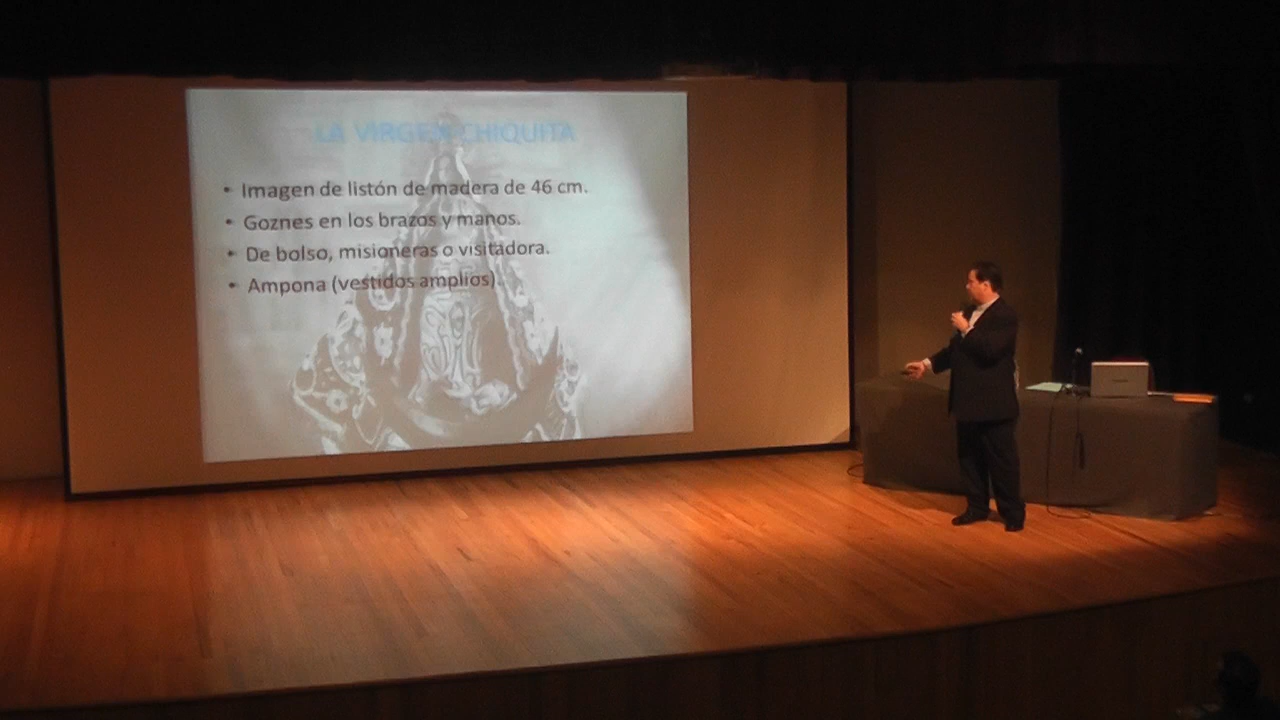 LA VIRGEN CHIQUITA
• Imagen de listón de madera de 46 cm.
• Goznes en los brazos y manos.
• De bolso, misioneras o visitadora.
• Ampona (vestidos amplios).